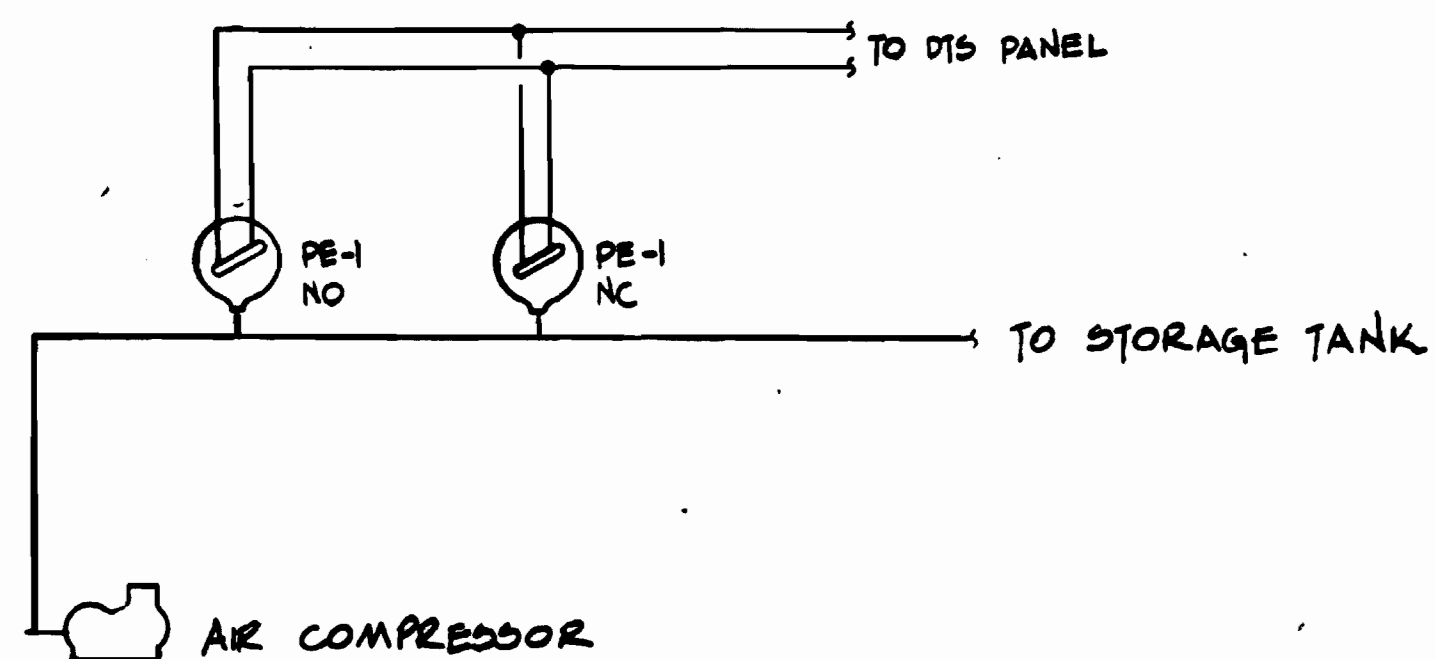 TO DTS PANEL
PE-1
NO
PE-1
NC
TO STORAGE TANK
AIR COMPRESSOR